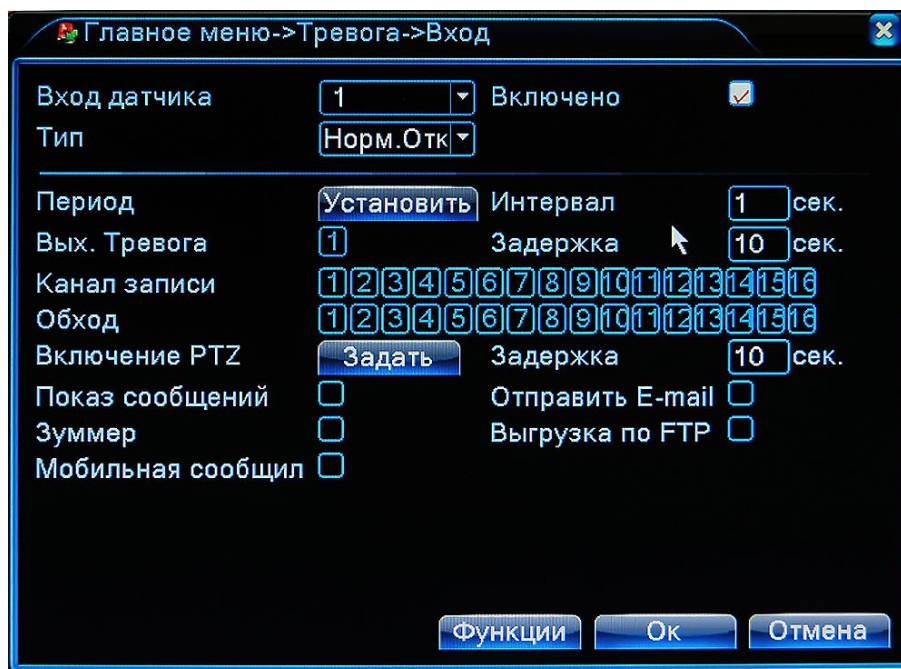 Главное меню->Тревога->Вход
Вход датчика 1 Включено
Тип Норм.Отк
Период Установить Интервал 1 сек.
Вых. Тревога 1 Задержка 10 сек.
Канал записи 1 2 3 4 5 6 7 8 9 10 11 12 13 14 15 16
Обход 1 2 3 4 5 6 7 8 9 10 11 12 13 14 15 16
Включение PTZ Задать Задержка 10 сек.
Показ сообщений Отправить E-mail
Зуммер Выгрузка по FTP
Мобильная сообщил
Функции Ок Отмена